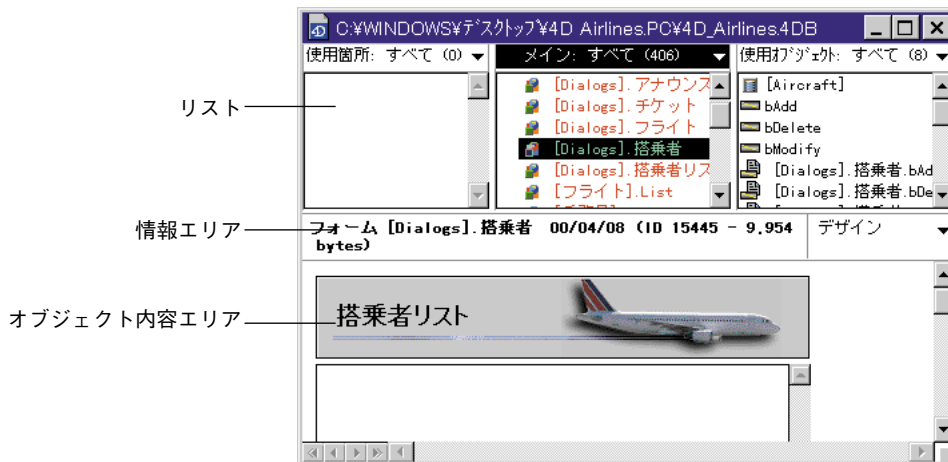 C:¥WINDOWS¥デスクトップ¥4D Airlines.PC¥4D_Airlines.4DB
使用箇所: すべて (0)
メイン: すべて (406)
使用オブジェクト: すべて (8)
[Dialogs].アナウンス
[Dialogs].チケット
[Dialogs].フライト
[Dialogs].搭乗者
[Dialogs].搭乗者リス
[フライト].List
[Aircraft]
bAdd
bDelete
bModify
[Dialogs].搭乗者.bAd
[Dialogs].搭乗者.bDe
リスト
情報エリア
フォーム [Dialogs].搭乗者 00/04/08 (ID 15445 - 9,954
bytes)
デザイン
オブジェクト内容エリア
搭乗者リスト